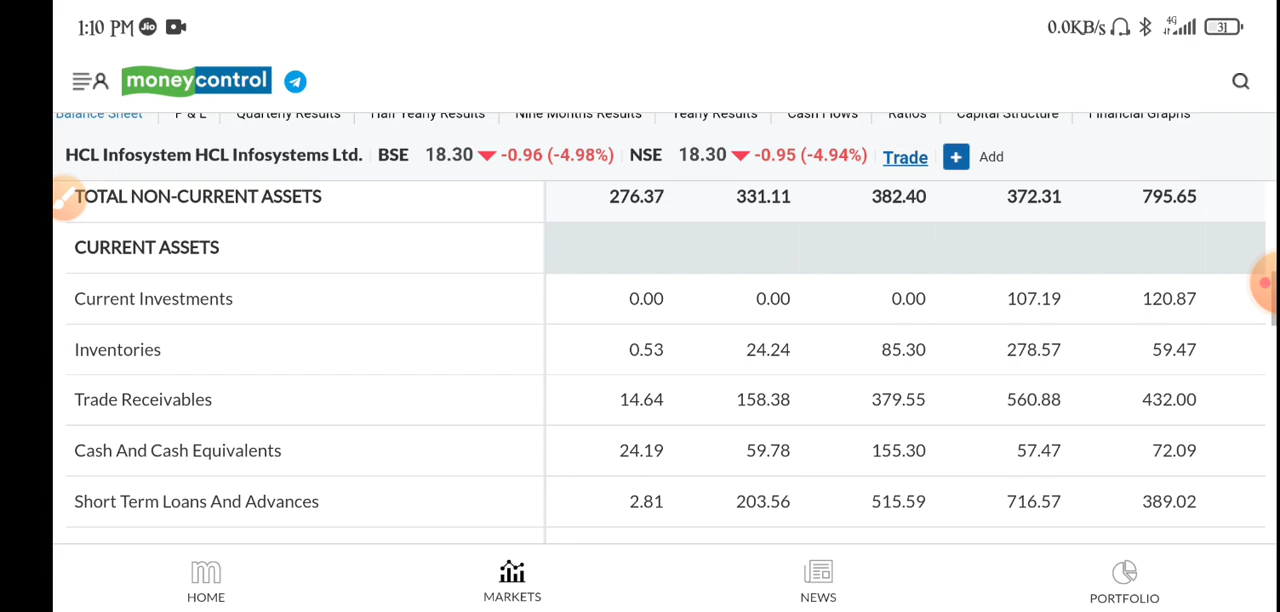 1:10 PM Jio 0.0KB/s 4G 31
moneycontrol
Balance Sheet P & L Quarterly Results Half Yearly Results Nine Months Results Yearly Results Cash Flows Ratios Capital Structure Financial Graphs
HCL Infosystem HCL Infosystems Ltd. BSE 18.30 -0.96 (-4.98%) NSE 18.30 -0.95 (-4.94%) Trade + Add
TOTAL NON-CURRENT ASSETS 276.37 331.11 382.40 372.31 795.65
CURRENT ASSETS
Current Investments 0.00 0.00 0.00 107.19 120.87
Inventories 0.53 24.24 85.30 278.57 59.47
Trade Receivables 14.64 158.38 379.55 560.88 432.00
Cash And Cash Equivalents 24.19 59.78 155.30 57.47 72.09
Short Term Loans And Advances 2.81 203.56 515.59 716.57 389.02
HOME MARKETS NEWS PORTFOLIO